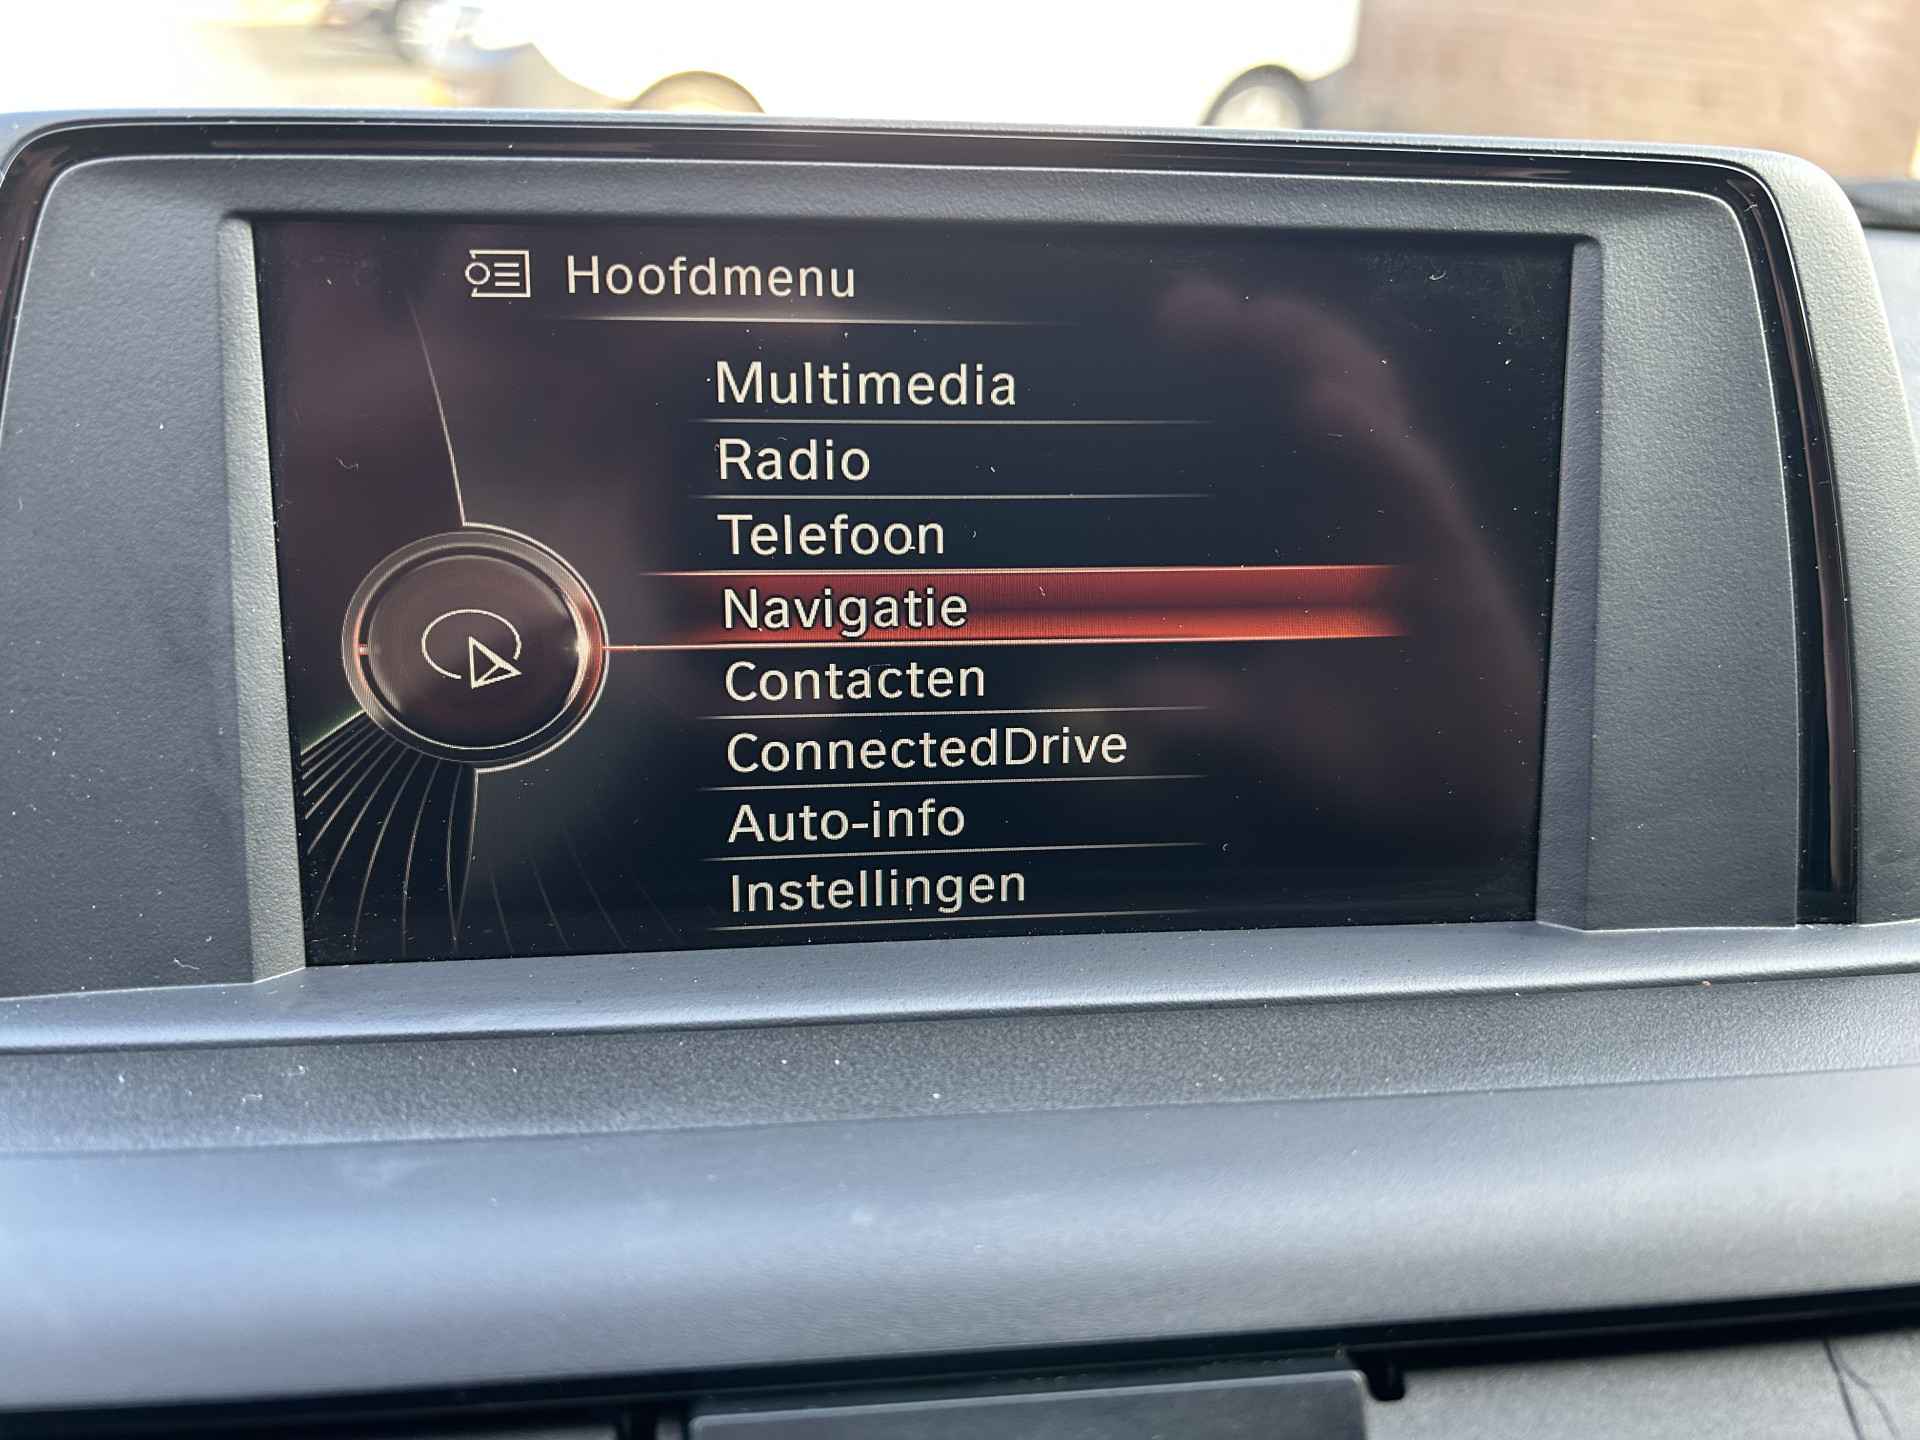 Hoofdmenu
Multimedia
Radio
Telefoon
Navigatie
Contacten
ConnectedDrive
Auto-info
Instellingen